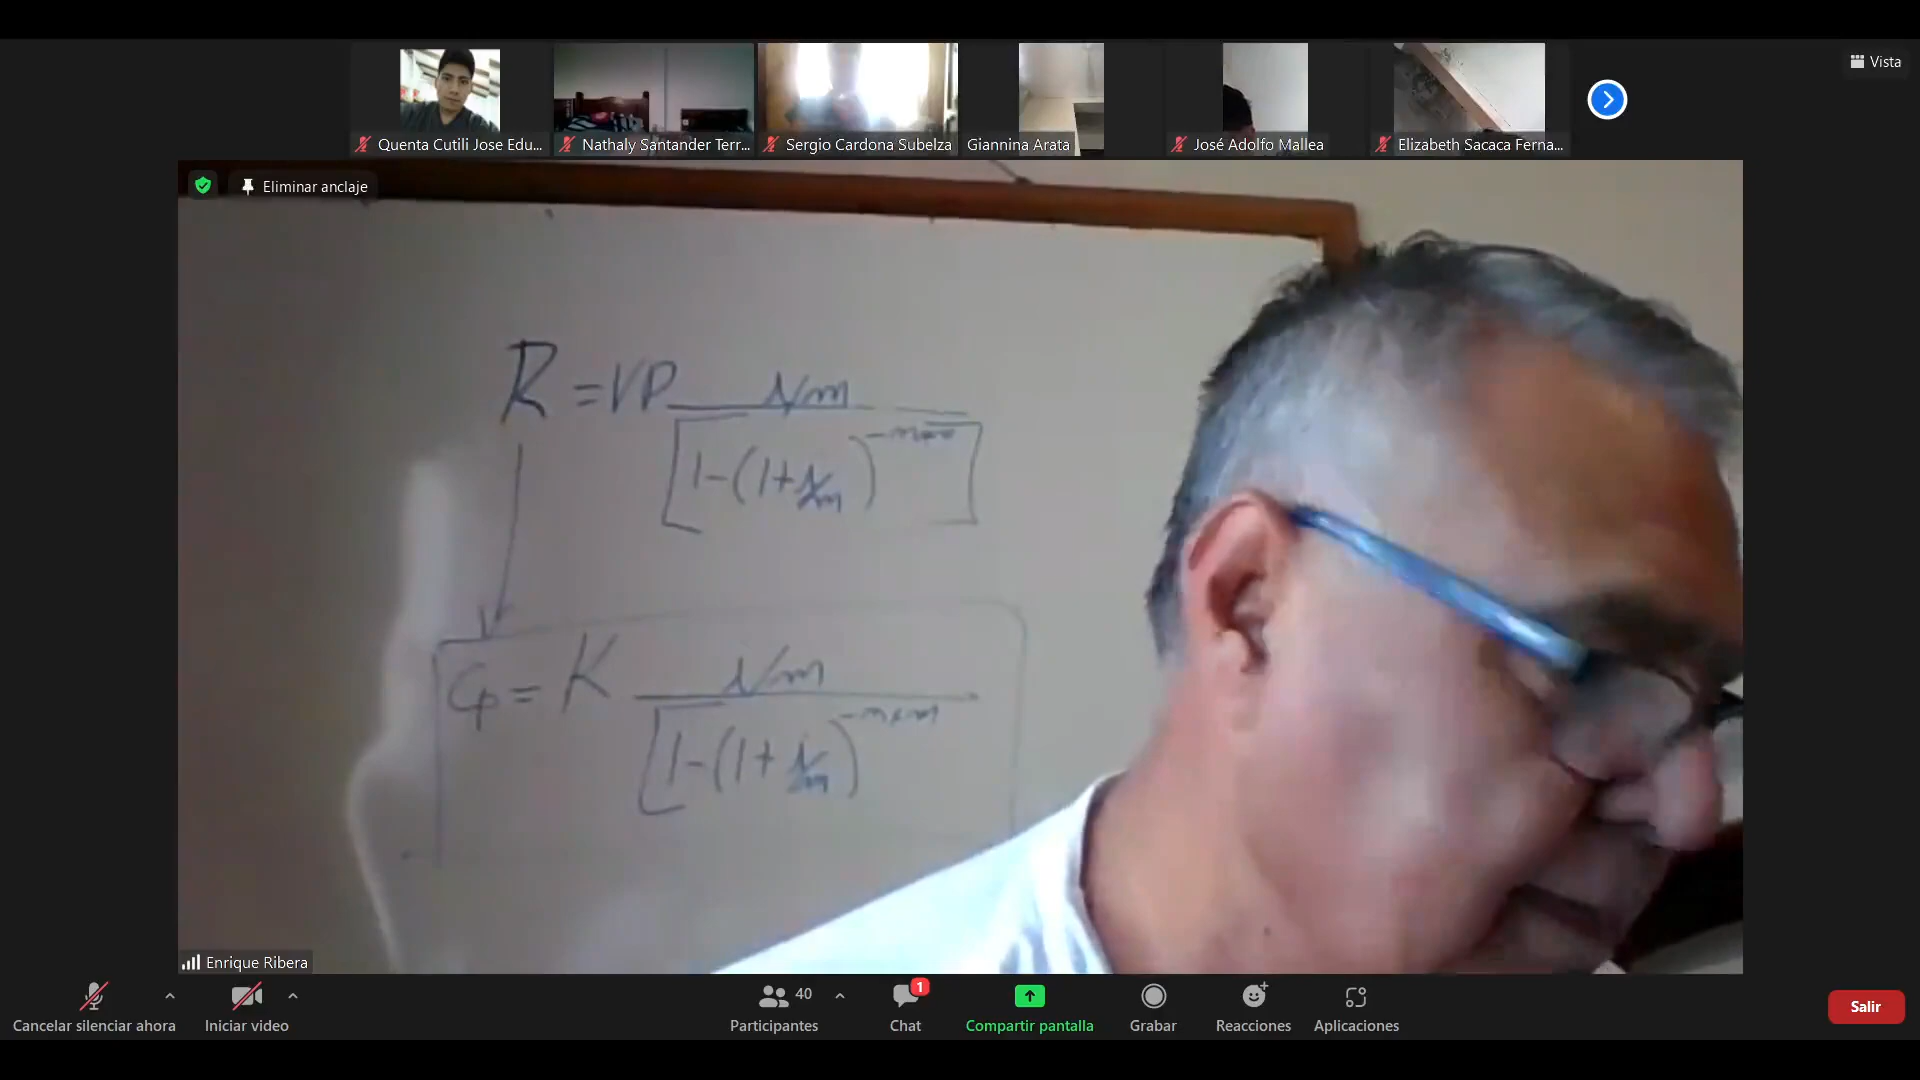 Vista
Quenta Cutili Jose Edu...
Nathaly Santander Terr...
Sergio Cardona Subelza
Giannina Arata
José Adolfo Mallea
Elizabeth Sacaca Ferna...
Eliminar anclaje
R = VP i/m
[1-(1+i/m)^-m×n]
Cp = K i/m
[1-(1+i/m)^-m×n
Enrique Ribera
40
1
Cancelar silenciar ahora
Iniciar video
Participantes
Chat
Compartir pantalla
Grabar
Reacciones
Aplicaciones
Salir